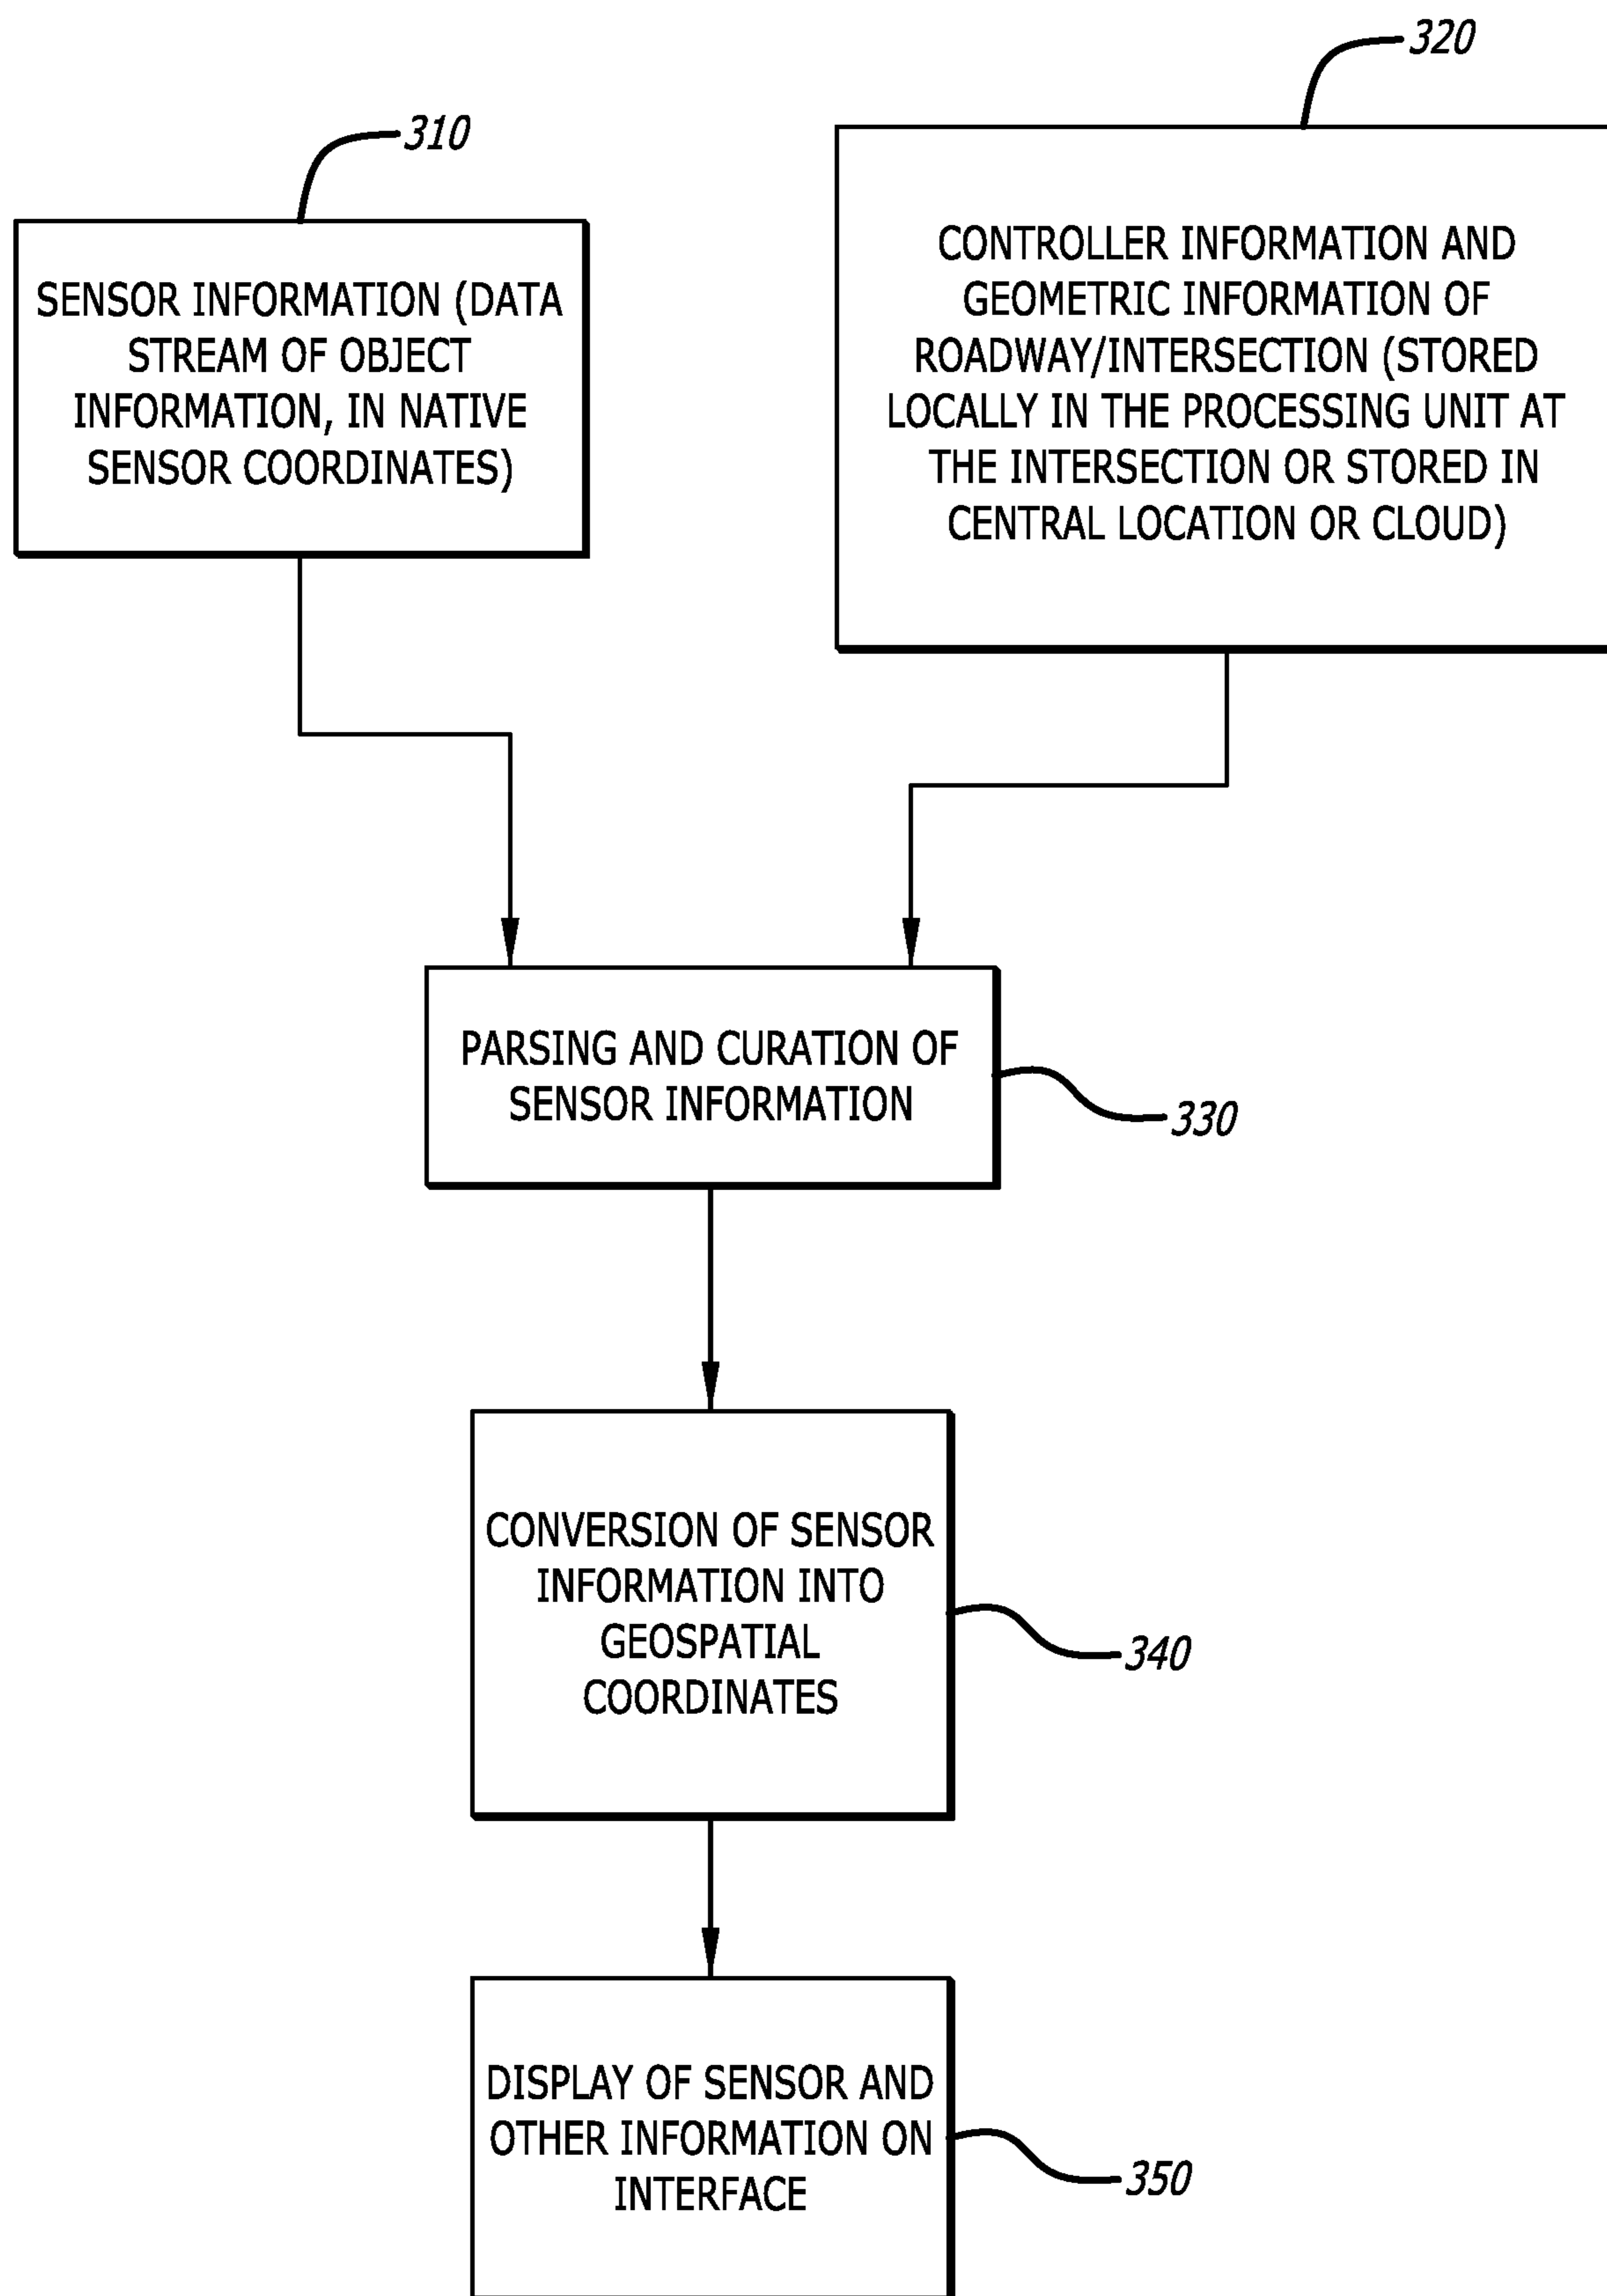 320
310
SENSOR INFORMATION (DATA
STREAM OF OBJECT
INFORMATION, IN NATIVE
SENSOR COORDINATES)
CONTROLLER INFORMATION AND
GEOMETRIC INFORMATION OF
ROADWAY/INTERSECTION (STORED
LOCALLY IN THE PROCESSING UNIT AT
THE INTERSECTION OR STORED IN
CENTRAL LOCATION OR CLOUD)
PARSING AND CURATION OF
SENSOR INFORMATION
330
CONVERSION OF SENSOR
INFORMATION INTO
GEOSPATIAL
COORDINATES
340
DISPLAY OF SENSOR AND
OTHER INFORMATION ON
INTERFACE
350